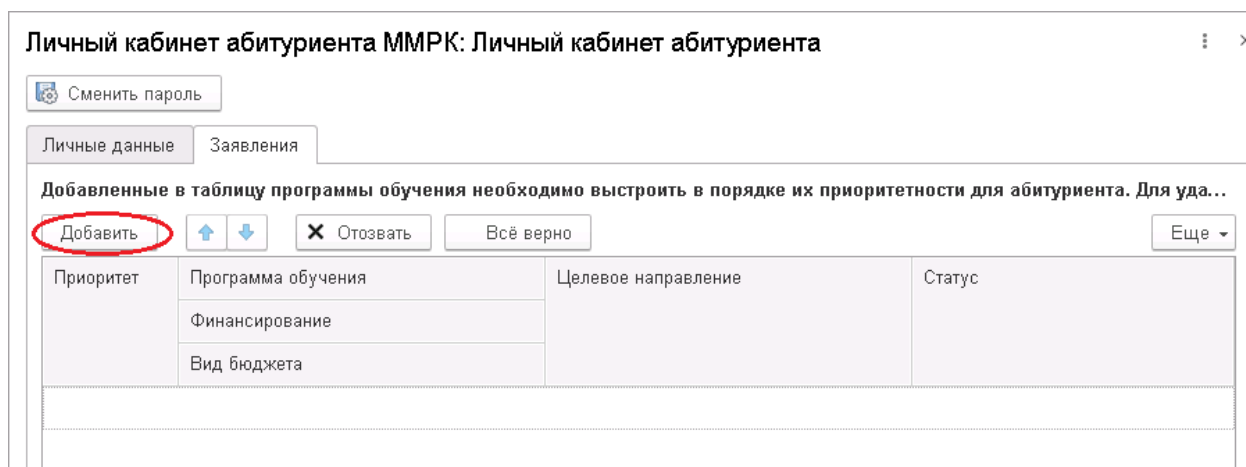 Личный кабинет абитуриента ММРК: Личный кабинет абитуриента
Сменить пароль
Личные данные Заявления
Добавленные в таблицу программы обучения необходимо выстроить в порядке их приоритетности для абитуриента. Для уда...
Добавить Отозвать Всё верно Еще
Приоритет Программа обучения Целевое направление Статус
Финансирование
Вид бюджета